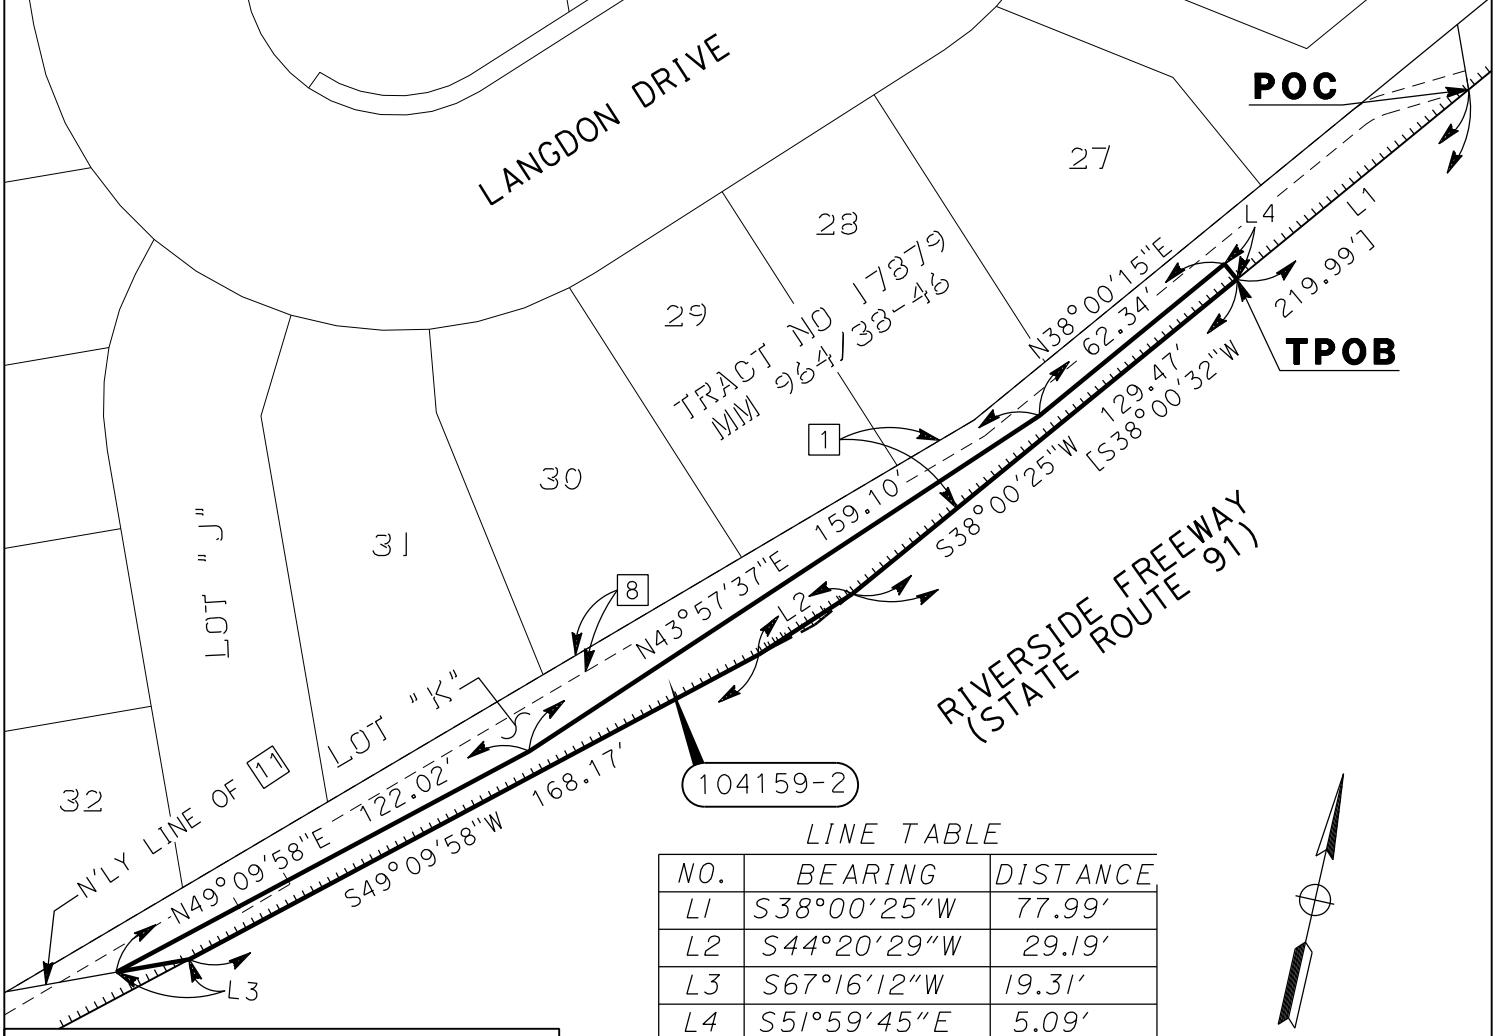 POC
LANGDON DRIVE
27
28
29
30
31
32
L1
L4
219.99']
TPOB
TRACT NO 17879
MM 964/38-46
N38°00'15"E
62.34'
129.47'
S38°00'25"W
[S38°00'32"W
1
8
159.10'
N43°57'37"E
L2
LOT "J"
LOT "K"
RIVERSIDE FREEWAY
(STATE ROUTE 91)
N'LY LINE OF 11
N49°09'58"E
122.02'
S49°09'58"W
168.17'
104159-2
L3
LINE TABLE
NO. BEARING DISTANCE
L1 S38°00'25"W 77.99'
L2 S44°20'29"W 29.19'
L3 S67°16'12"W 19.31'
L4 S51°59'45"E 5.09'